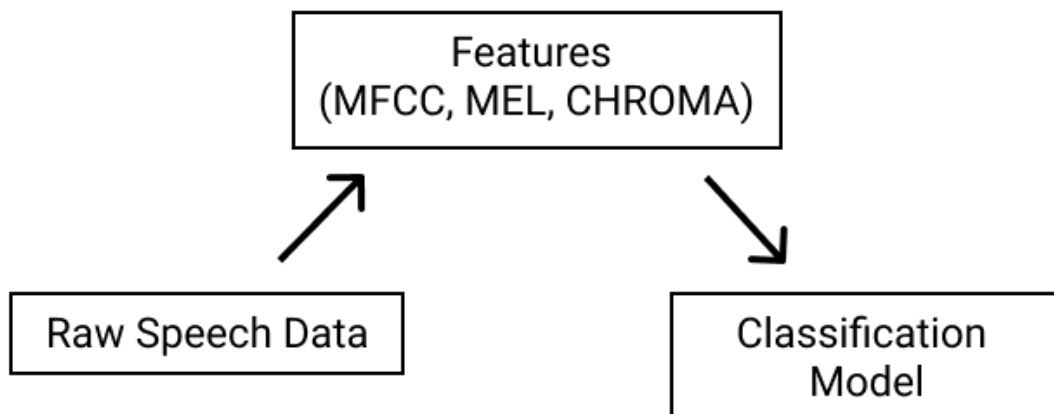 Features
(MFCC, MEL, CHROMA)
Raw Speech Data
Classification
Model